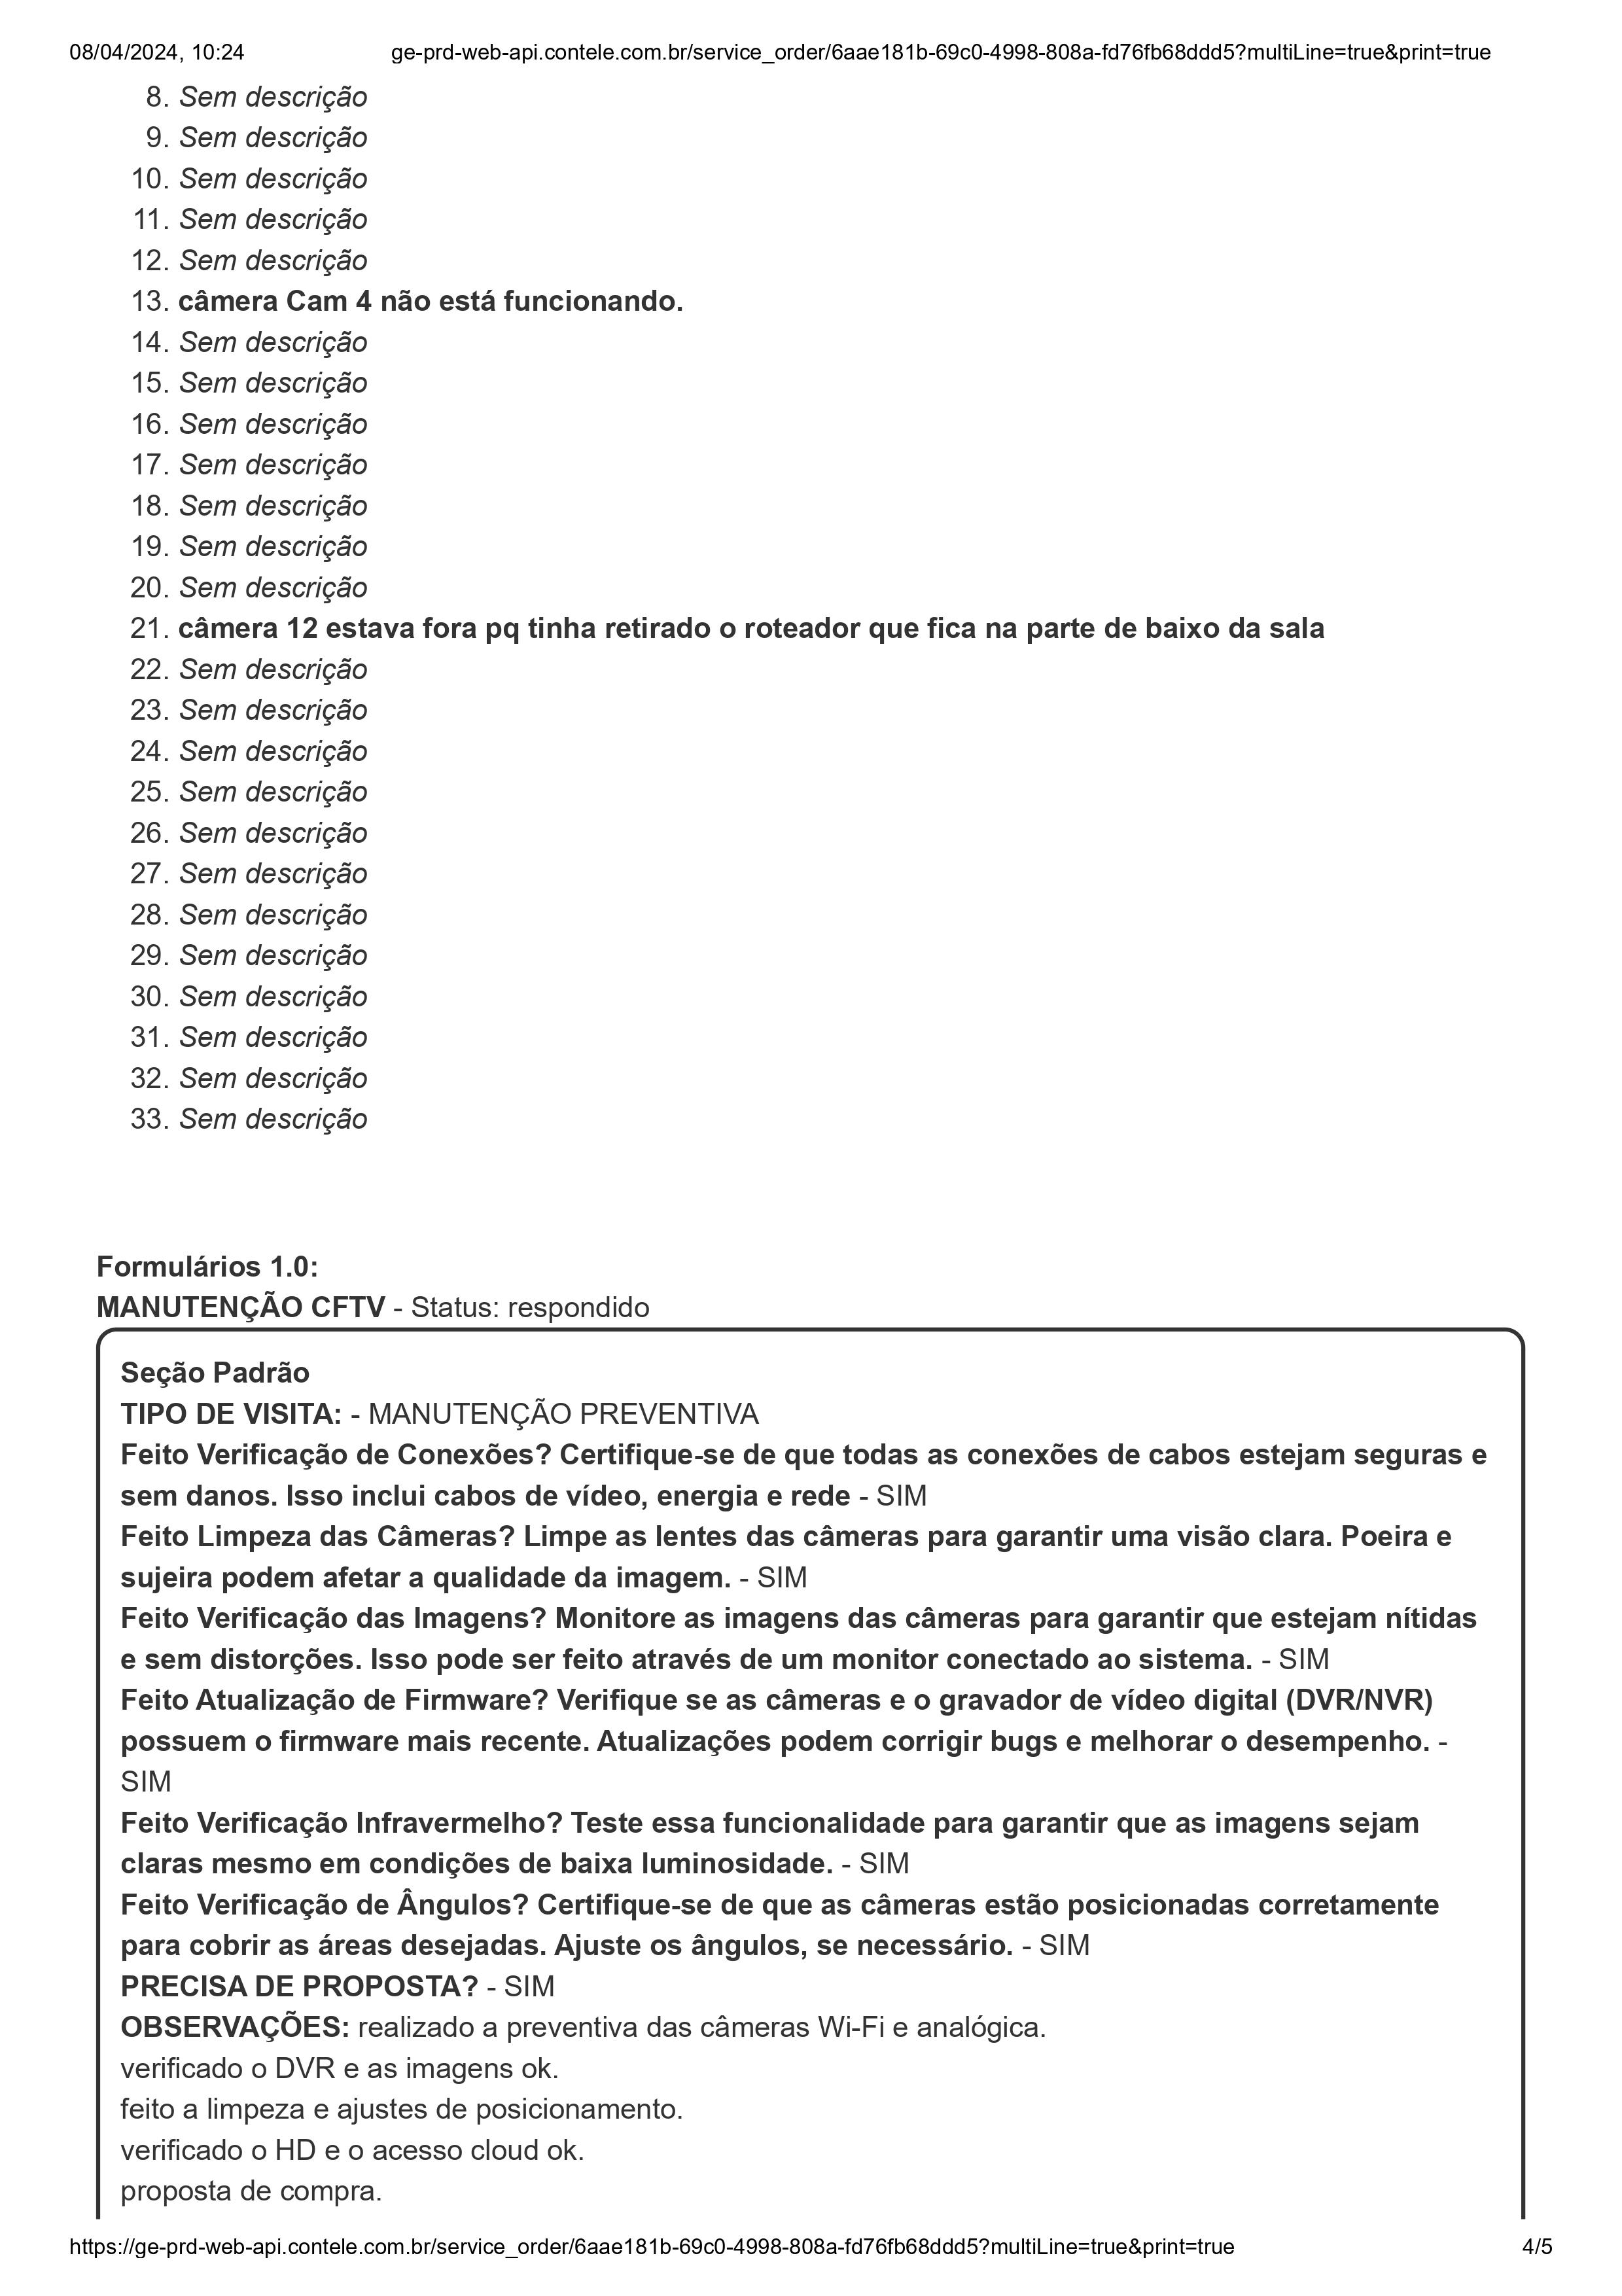 08/04/2024, 10:24 ge-prd-web-api.contele.com.br/service_order/6aae181b-69c0-4998-808a-fd76fb68ddd5?multiLine=true&print=true
8. Sem descrição
9. Sem descrição
10. Sem descrição
11. Sem descrição
12. Sem descrição
13. câmera Cam 4 não está funcionando.
14. Sem descrição
15. Sem descrição
16. Sem descrição
17. Sem descrição
18. Sem descrição
19. Sem descrição
20. Sem descrição
21. câmera 12 estava fora pq tinha retirado o roteador que fica na parte de baixo da sala
22. Sem descrição
23. Sem descrição
24. Sem descrição
25. Sem descrição
26. Sem descrição
27. Sem descrição
28. Sem descrição
29. Sem descrição
30. Sem descrição
31. Sem descrição
32. Sem descrição
33. Sem descrição
Formulários 1.0:
MANUTENÇÃO CFTV - Status: respondido
Seção Padrão
TIPO DE VISITA: - MANUTENÇÃO PREVENTIVA
Feito Verificação de Conexões? Certifique-se de que todas as conexões de cabos estejam seguras e
sem danos. Isso inclui cabos de vídeo, energia e rede - SIM
Feito Limpeza das Câmeras? Limpe as lentes das câmeras para garantir uma visão clara. Poeira e
sujeira podem afetar a qualidade da imagem. - SIM
Feito Verificação das Imagens? Monitore as imagens das câmeras para garantir que estejam nítidas
e sem distorções. Isso pode ser feito através de um monitor conectado ao sistema. - SIM
Feito Atualização de Firmware? Verifique se as câmeras e o gravador de vídeo digital (DVR/NVR)
possuem o firmware mais recente. Atualizações podem corrigir bugs e melhorar o desempenho. -
SIM
Feito Verificação Infravermelho? Teste essa funcionalidade para garantir que as imagens sejam
claras mesmo em condições de baixa luminosidade. - SIM
Feito Verificação de Ângulos? Certifique-se de que as câmeras estão posicionadas corretamente
para cobrir as áreas desejadas. Ajuste os ângulos, se necessário. - SIM
PRECISA DE PROPOSTA? - SIM
OBSERVAÇÕES: realizado a preventiva das câmeras Wi-Fi e analógica.
verificado o DVR e as imagens ok.
feito a limpeza e ajustes de posicionamento.
verificado o HD e o acesso cloud ok.
proposta de compra.
https://ge-prd-web-api.contele.com.br/service_order/6aae181b-69c0-4998-808a-fd76fb68ddd5?multiLine=true&print=true 4/5